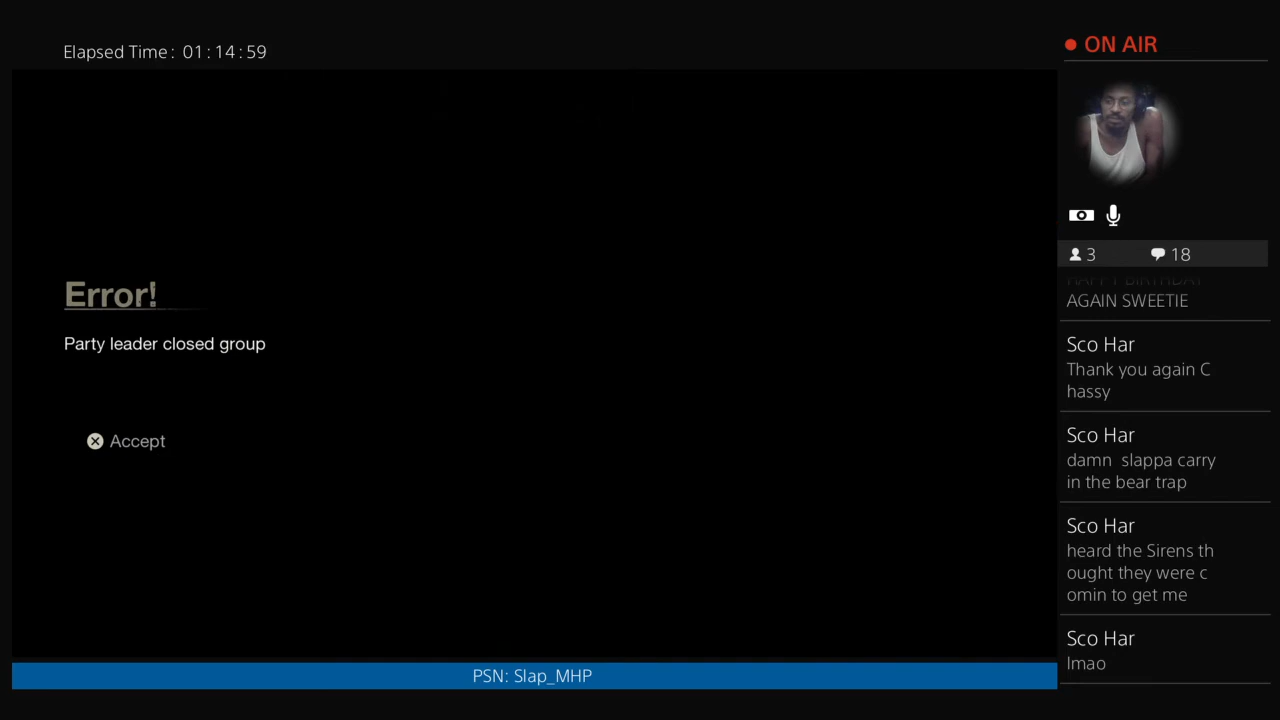 Elapsed Time: 01:14:59
ON AIR
3 18
HAPPY BIRTHDAY
AGAIN SWEETIE
Error!
Party leader closed group
Accept
Sco Har
Thank you again C
hassy
Sco Har
damn  slappa carry
in the bear trap
Sco Har
heard the Sirens th
ought they were c
omin to get me
Sco Har
lmao
PSN: Slap_MHP